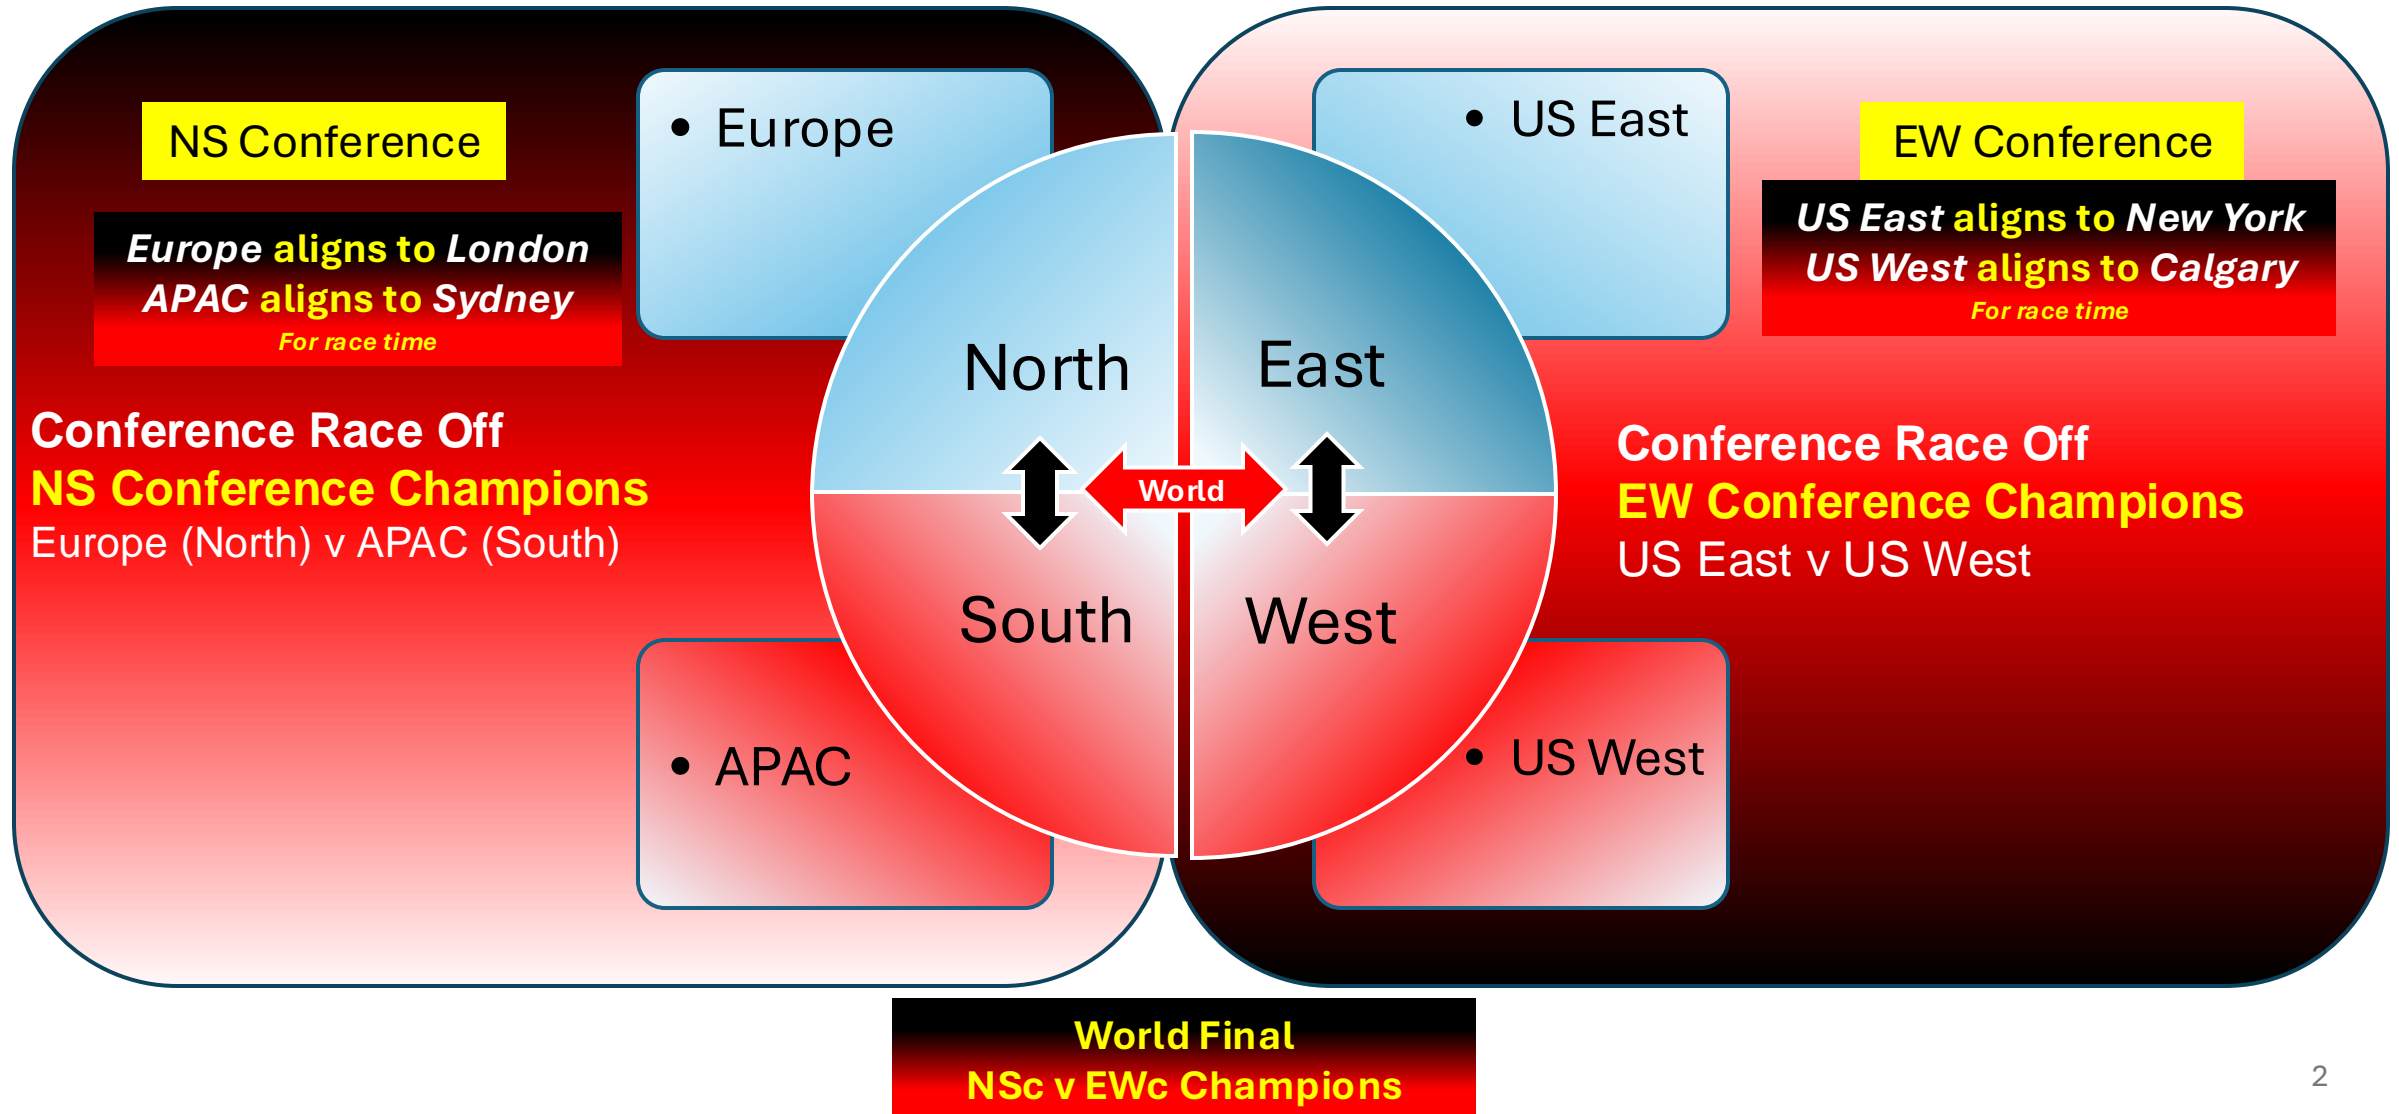 NS Conference
Europe aligns to London
APAC aligns to Sydney
For race time
Conference Race Off
NS Conference Champions
Europe (North) v APAC (South)
• Europe
• APAC
North
South
World
East
West
• US East
• US West
EW Conference
US East aligns to New York
US West aligns to Calgary
For race time
Conference Race Off
EW Conference Champions
US East v US West
World Final
NSc v EWc Champions
2